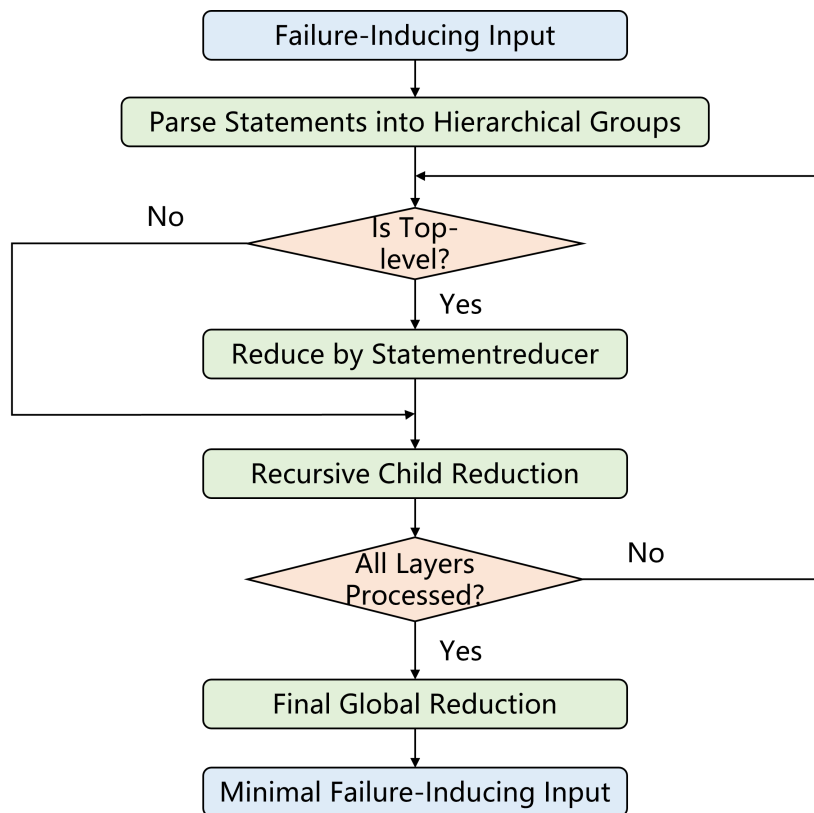 Failure-Inducing Input
Parse Statements into Hierarchical Groups
No
Is Top-
level?
Yes
Reduce by Statementreducer
Recursive Child Reduction
No
All Layers
Processed?
Yes
Final Global Reduction
Minimal Failure-Inducing Input